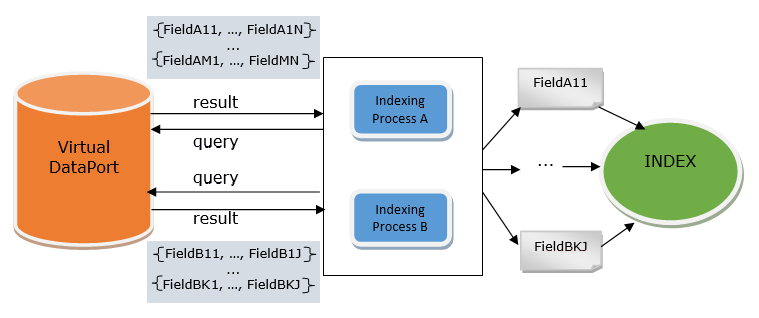 {FieldA11, ..., FieldA1N}
...
{FieldAM1, ..., FieldMN}
Virtual
DataPort
result
query
query
result
Indexing
Process A
Indexing
Process B
{FieldB11, ..., FieldB1J}
...
{FieldBK1, ..., FieldBKJ}
FieldA11
...
FieldBKJ
INDEX